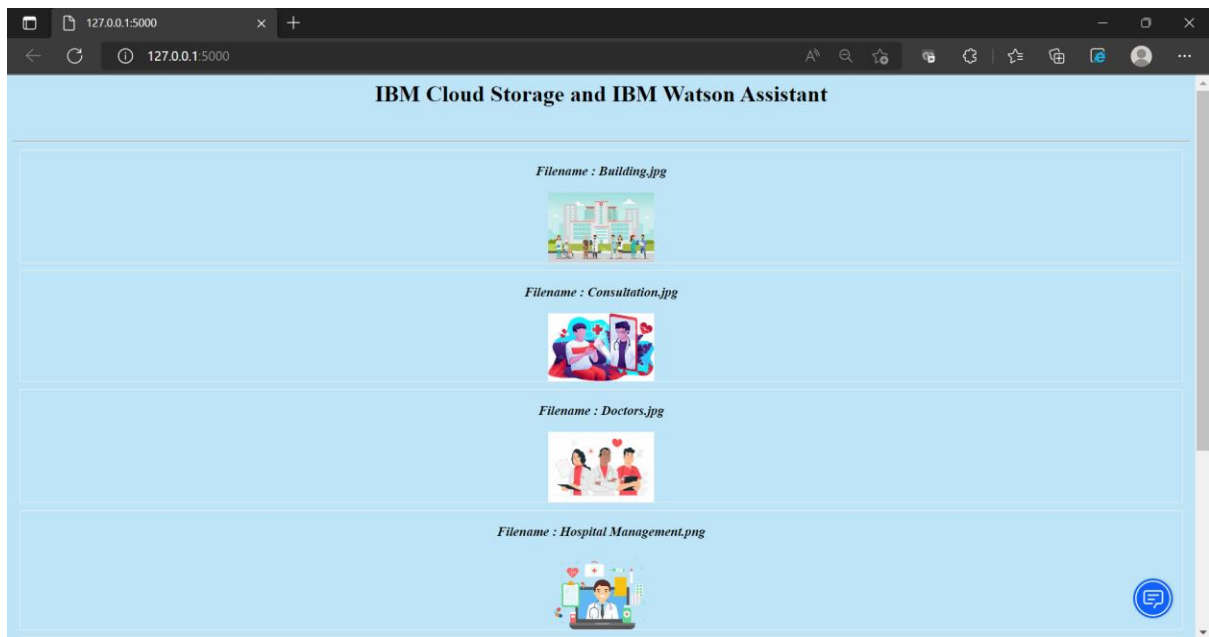 127.0.0.1:5000
127.0.0.1:5000
IBM Cloud Storage and IBM Watson Assistant
Filename : Building.jpg
Filename : Consultation.jpg
Filename : Doctors.jpg
Filename : Hospital Management.png